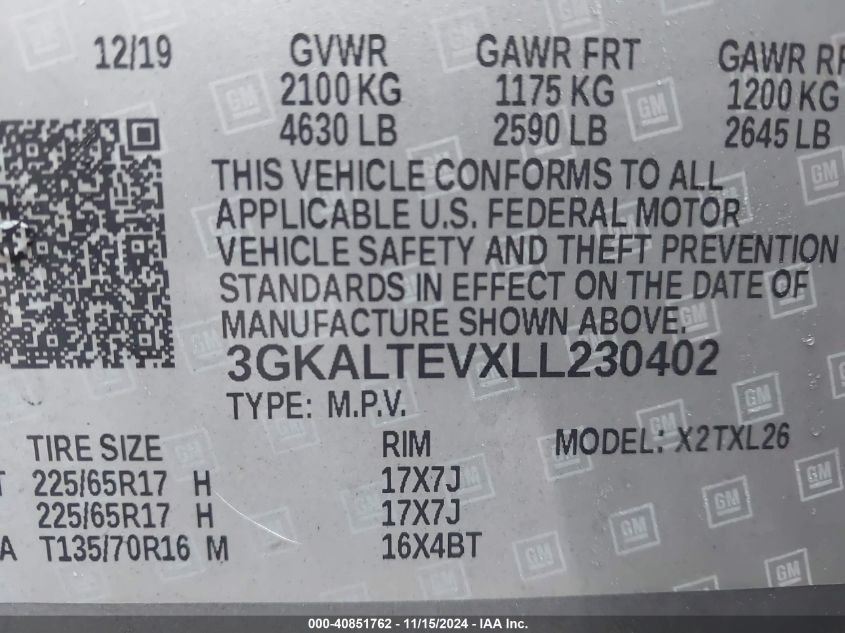 12/19 GVWR GAWR FRT GAWR
2100 KG 1175 KG 1200 KG
4630 LB 2590 LB 2645 LB
THIS VEHICLE CONFORMS TO ALL
APPLICABLE U.S. FEDERAL MOTOR
VEHICLE SAFETY AND THEFT PREVENTION
STANDARDS IN EFFECT ON THE DATE OF
MANUFACTURE SHOWN ABOVE.
3GKALTEVXLL230402
TYPE: M.P.V.
TIRE SIZE RIM MODEL: X2TXL26
225/65R17 H 17X7J
225/65R17 H 17X7J
T135/70R16 M 16X4BT
000-40851762 - 11/15/2024 - IAA Inc.